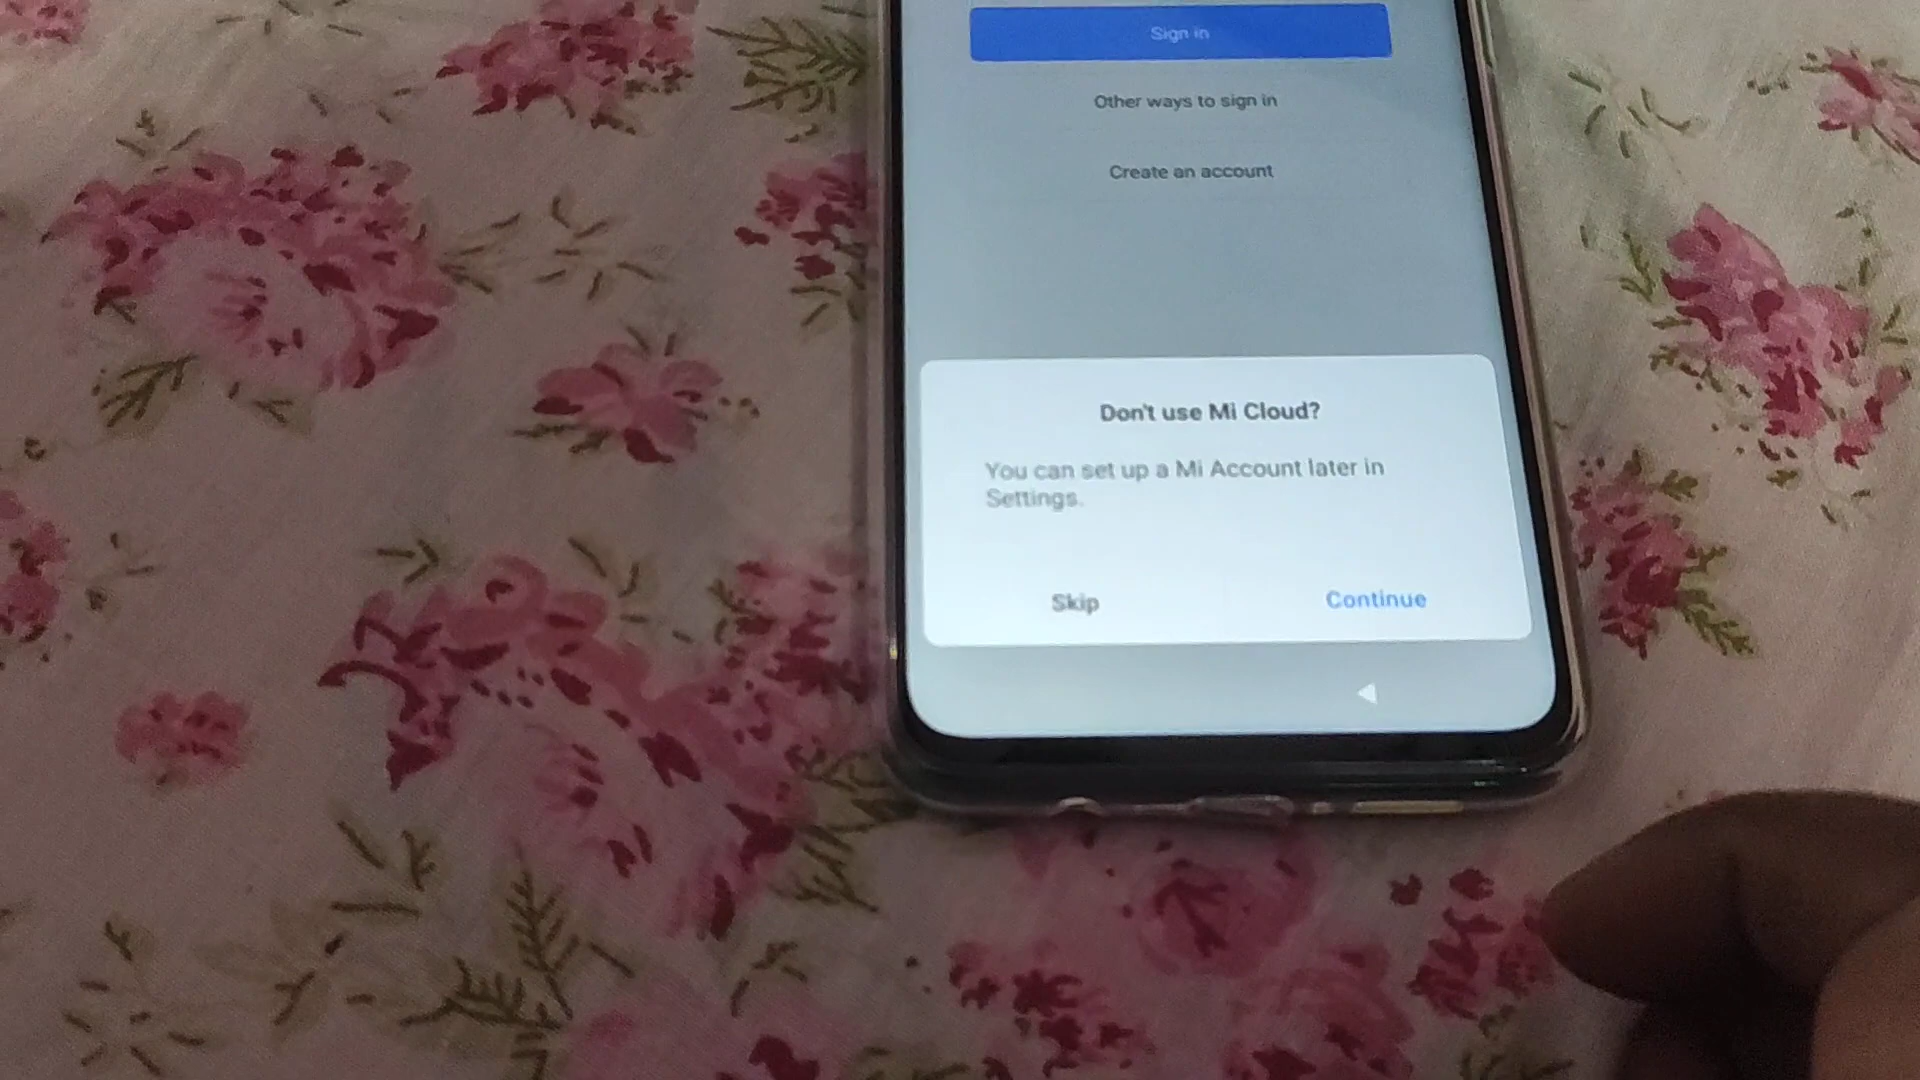 Sign in
Other ways to sign in
Create an account
Don't use Mi Cloud?
You can set up a Mi Account later in
Settings.
Skip
Continue